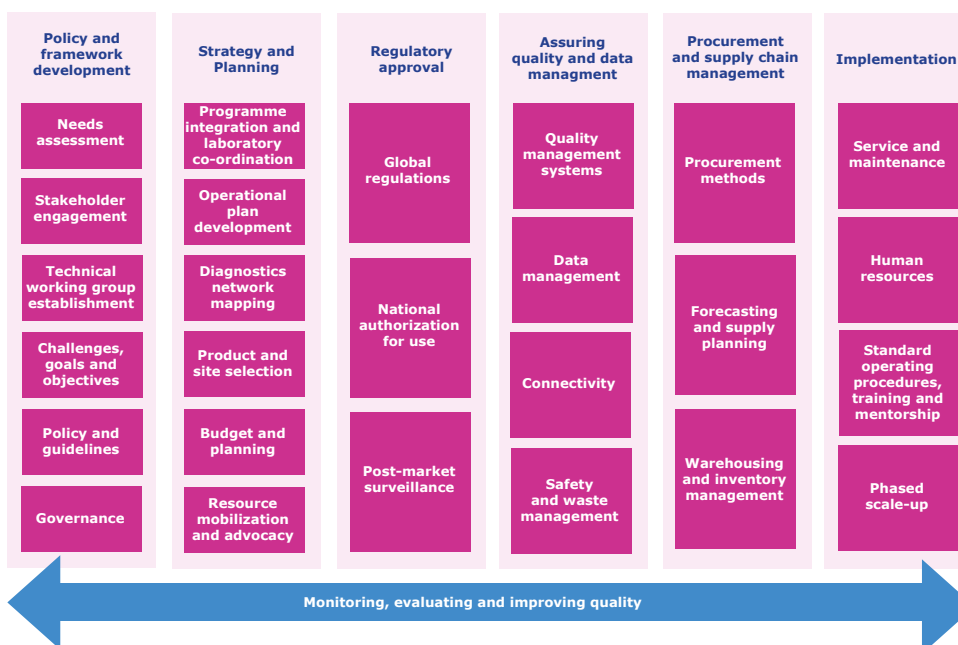 Policy and
framework
development
Needs
assessment
Stakeholder
engagement
Technical
working group
establishment
Challenges,
goals and
objectives
Policy and
guidelines
Governance
Strategy and
Planning
Programme
integration and
laboratory
co-ordination
Operational
plan
development
Diagnostics
network
mapping
Product and
site selection
Budget and
planning
Resource
mobilization
and advocacy
Regulatory
approval
Global
regulations
National
authorization
for use
Post-market
surveillance
Assuring
quality and data
managment
Quality
management
systems
Data
management
Connectivity
Safety
and waste
management
Procurement
and supply chain
management
Procurement
methods
Forecasting
and supply
planning
Warehousing
and inventory
management
Implementation
Service and
maintenance
Human
resources
Standard
operating
procedures,
training and
mentorship
Phased
scale-up
Monitoring, evaluating and improving quality